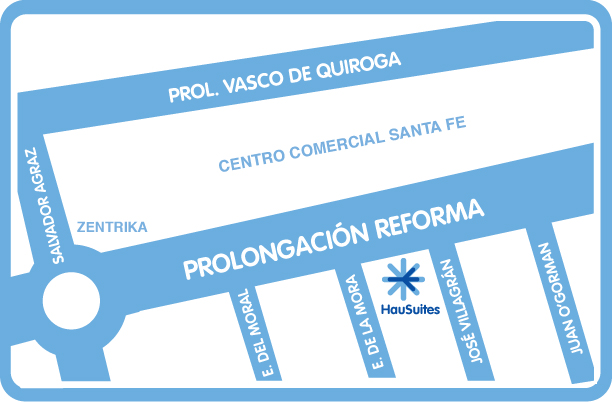 PROL. VASCO DE QUIROGA
CENTRO COMERCIAL SANTA FE
SALVADOR AGRAZ
ZENTRIKA
PROLONGACIÓN REFORMA
E. DEL MORAL
E. DE LA MORA
HauSuites
JOSÉ VILLAGRÁN
JUAN O'GORMAN